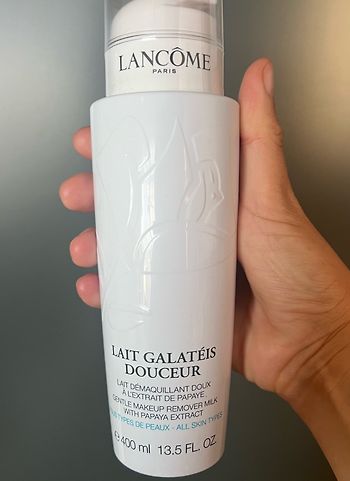 LANCÔME
PARIS
LAIT GALATÉIS
DOUCEUR
LAIT DÉMAQUILLANT DOUX
À L'EXTRAIT DE PAPAYE
GENTLE MAKEUP REMOVER MILK
WITH PAPAYA EXTRACT
TYPES DE PEAUX - ALL SKIN TYPES
400 ml 13.5 FL. OZ